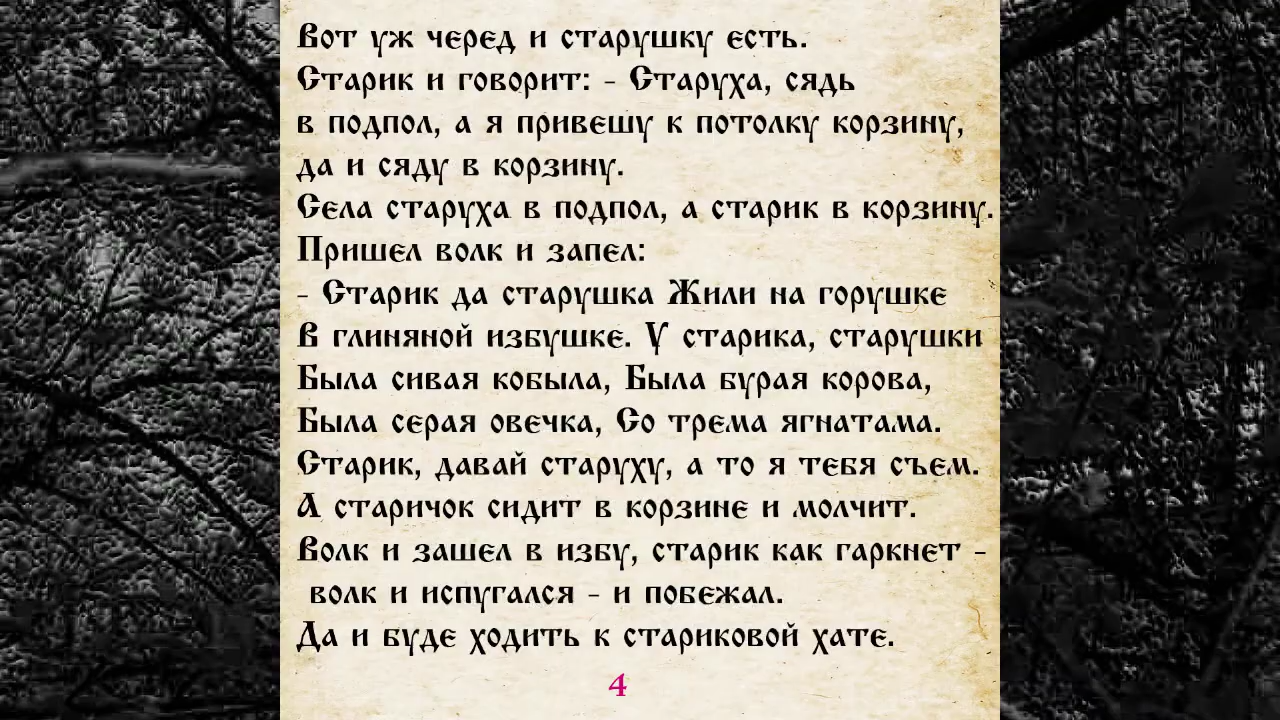 Вот уж черед и старушку есть.
Старик и говорит: - Старуха, сядь
в подпол, а я привешу к потолку корзину,
да и сяду в корзину.
Села старуха в подпол, а старик в корзину.
Пришел волк и запел:
- Старик да старушка Жили на горушке
В глиняной избушке. У старика, старушки
Была сивая кобыла, Была бурая корова,
Была серая овечка, Со трема ягнатама.
Старик, давай старуху, а то я тебя съем.
А старичок сидит в корзине и молчит.
Волк и зашел в избу, старик как гаркнет -
волк и испугался - и побежал.
Да и буде ходить к стариковой хате.
4